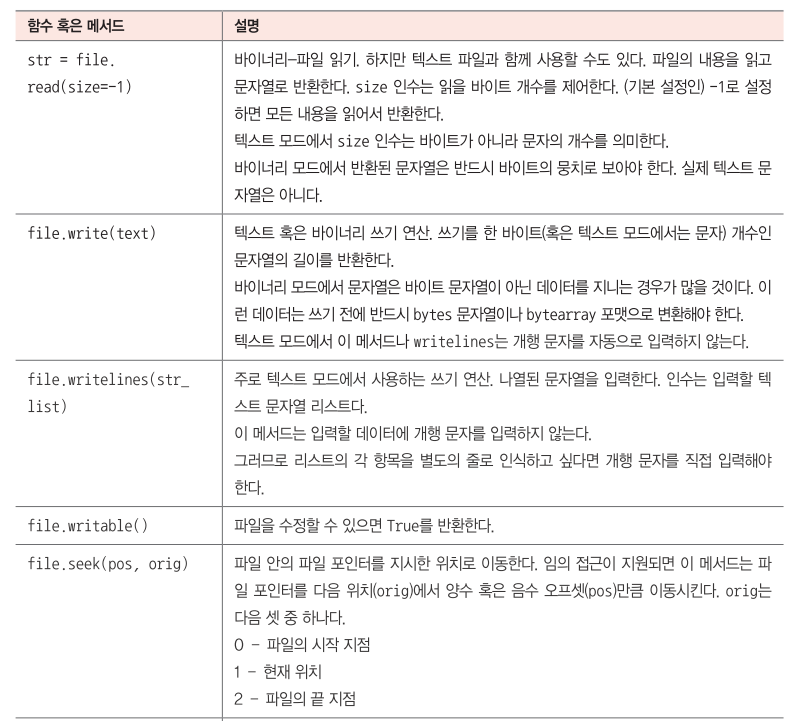 함수 혹은 메서드 설명
str = file.
read(size=-1)
바이너리-파일 읽기. 하지만 텍스트 파일과 함께 사용할 수도 있다. 파일의 내용을 읽고
문자열로 반환한다. size 인수는 읽을 바이트 개수를 제어한다. (기본 설정인) -1로 설정
하면 모든 내용을 읽어서 반환한다.
텍스트 모드에서 size 인수는 바이트가 아니라 문자의 개수를 의미한다.
바이너리 모드에서 반환된 문자열은 반드시 바이트의 뭉치로 보아야 한다. 실제 텍스트 문
자열은 아니다.
file.write(text)
텍스트 혹은 바이너리 쓰기 연산. 쓰기를 한 바이트(혹은 텍스트 모드에서는 문자) 개수인
문자열의 길이를 반환한다.
바이너리 모드에서 문자열은 바이트 문자열이 아닌 데이터를 지니는 경우가 많을 것이다. 이
런 데이터는 쓰기 전에 반드시 bytes 문자열이나 bytearray 포맷으로 변환해야 한다.
텍스트 모드에서 이 메서드나 writelines는 개행 문자를 자동으로 입력하지 않는다.
file.writelines(str_
list)
주로 텍스트 모드에서 사용하는 쓰기 연산. 나열된 문자열을 입력한다. 인수는 입력할 텍
스트 문자열 리스트다.
이 메서드는 입력할 데이터에 개행 문자를 입력하지 않는다.
그러므로 리스트의 각 항목을 별도의 줄로 인식하고 싶다면 개행 문자를 직접 입력해야
한다.
file.writable()
파일을 수정할 수 있으면 True를 반환한다.
file.seek(pos, orig)
파일 안의 파일 포인터를 지시한 위치로 이동한다. 임의 접근이 지원되면 이 메서드는 파
일 포인터를 다음 위치(orig)에서 양수 혹은 음수 오프셋(pos)만큼 이동시킨다. orig는
다음 셋 중 하나다.
0 - 파일의 시작 지점
1 - 현재 위치
2 - 파일의 끝 지점